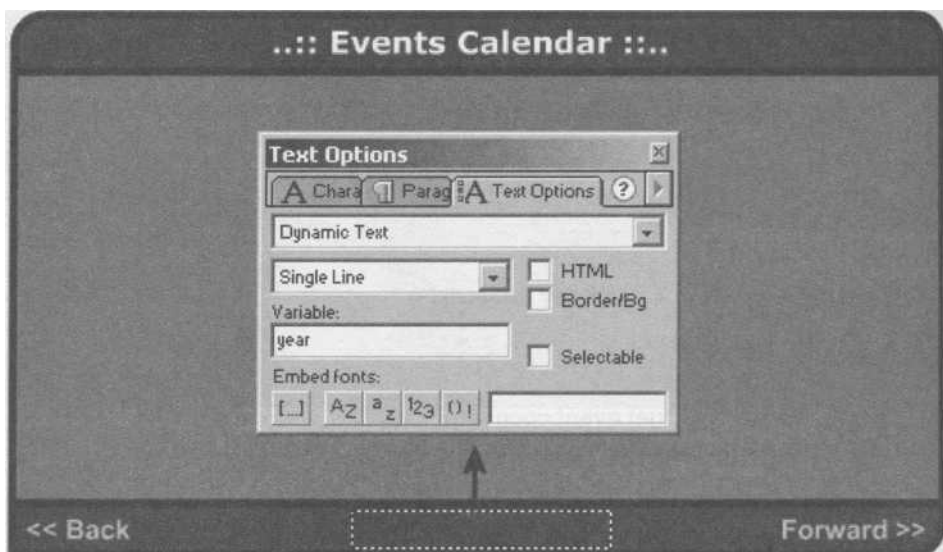 ..:: Events Calendar ::..
Text Options
A Chara ¶ Parag A Text Options ?
Dynamic Text
Single Line
HTML
Border/Bg
Variable:
year
Selectable
Embed fonts:
[...] AZ az 123 ()!
<< Back
Forward >>